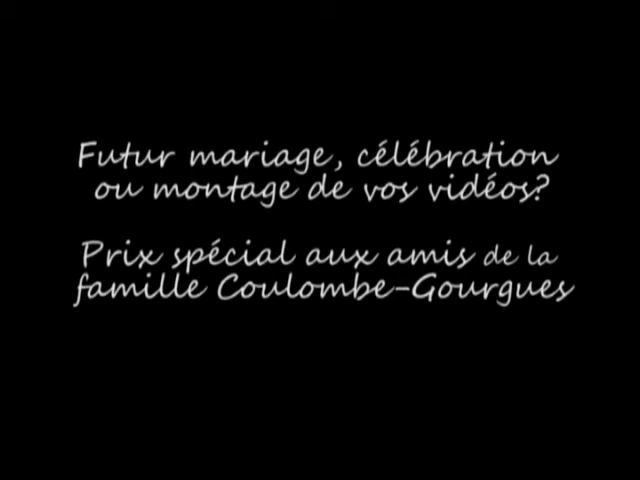 Futur mariage, célébration
ou montage de vos vidéos?
Prix spécial aux amis de la
famille Coulombe-Gourgues